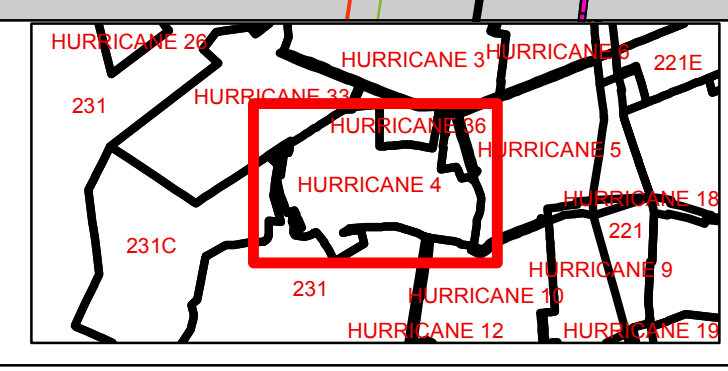 HURRICANE 26
HURRICANE 3
HURRICANE 6
221E
231
HURRICANE 33
HURRICANE 36
HURRICANE 5
HURRICANE 4
HURRICANE 18
231C
221
HURRICANE 9
231
HURRICANE 10
HURRICANE 12
HURRICANE 19